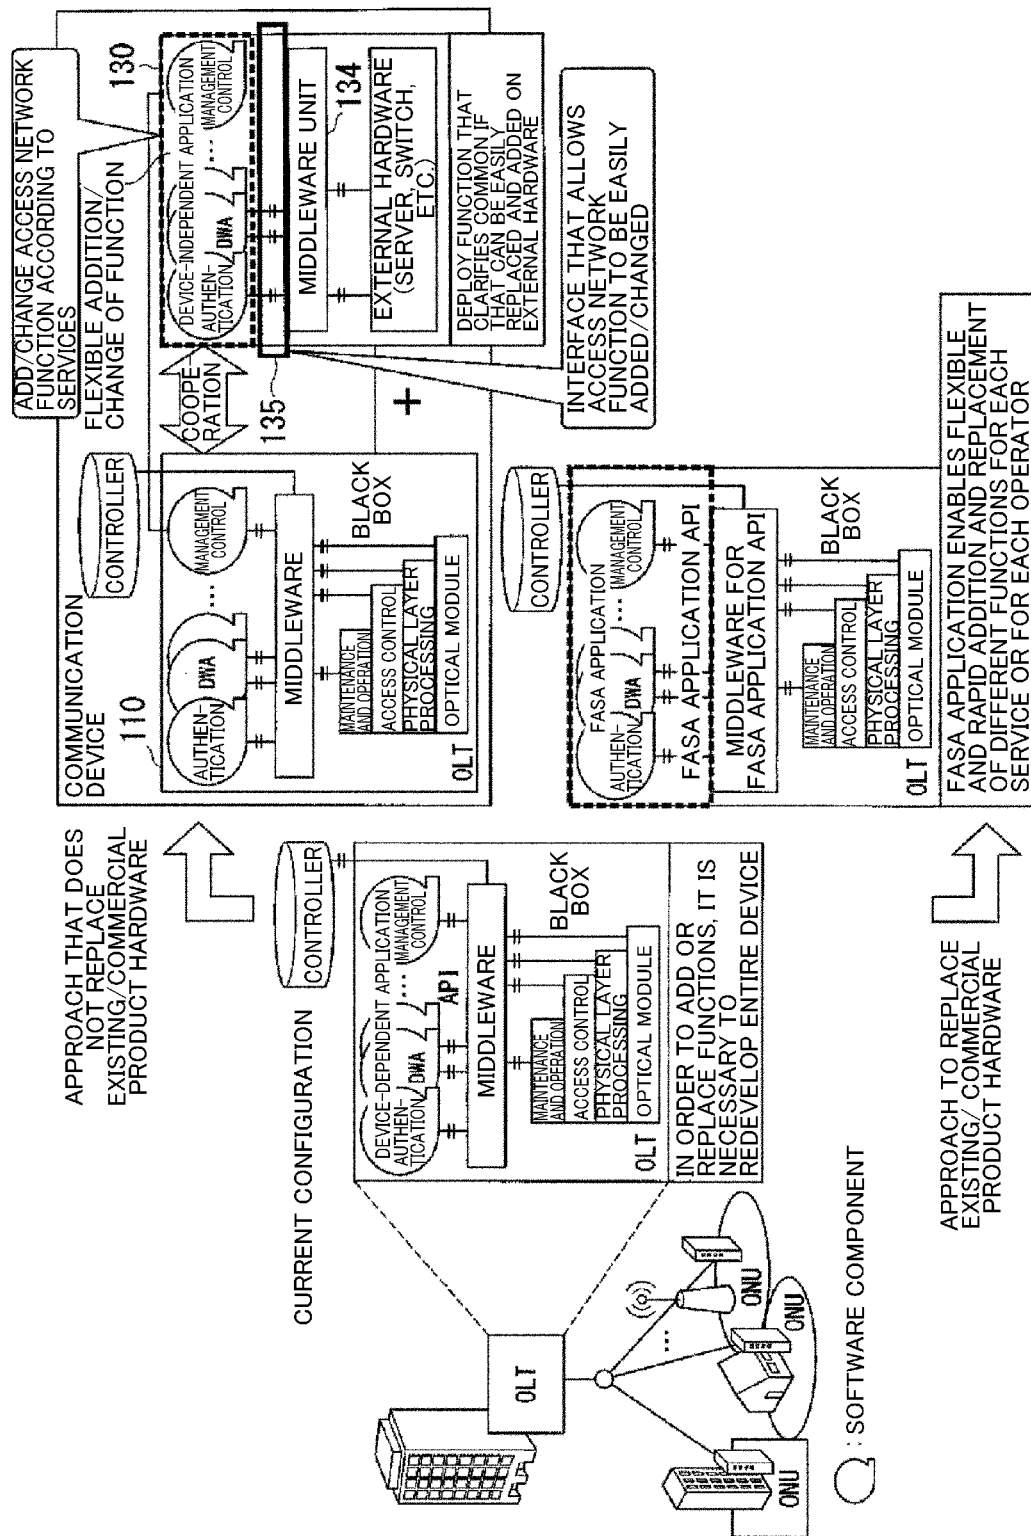 CURRENT CONFIGURATION
OLT
ONU
ONU
ONU
: SOFTWARE COMPONENT
CONTROLLER
DEVICE-DEPENDENT APPLICATION
AUTHEN-
TICATION
DWA
...
MANAGEMENT
CONTROL
API
MIDDLEWARE
MAINTENANCE
AND OPERATION
ACCESS CONTROL
PHYSICAL LAYER
PROCESSING
OPTICAL MODULE
BLACK
BOX
OLT
IN ORDER TO ADD OR
REPLACE FUNCTIONS, IT IS
NECESSARY TO
REDEVELOP ENTIRE DEVICE
APPROACH THAT DOES
NOT REPLACE
EXISTING/COMMERCIAL
PRODUCT HARDWARE
COMMUNICATION
DEVICE
110
CONTROLLER
AUTHEN-
TICATION
DWA
...
MANAGEMENT
CONTROL
MIDDLEWARE
MAINTENANCE
AND OPERATION
ACCESS CONTROL
PHYSICAL LAYER
PROCESSING
OPTICAL MODULE
BLACK
BOX
OLT
ADD/CHANGE ACCESS NETWORK
FUNCTION ACCORDING TO
SERVICES
FLEXIBLE ADDITION/
CHANGE OF FUNCTION
COOPE-
RATION
130
DEVICE-INDEPENDENT APPLICATION
AUTHEN-
TICATION
DWA
...
MANAGEMENT
CONTROL
135
MIDDLEWARE UNIT
134
EXTERNAL HARDWARE
(SERVER, SWITCH,
ETC.)
DEPLOY FUNCTION THAT
CLARIFIES COMMON IF
THAT CAN BE EASILY
REPLACED AND ADDED ON
EXTERNAL HARDWARE
+
INTERFACE THAT ALLOWS
ACCESS NETWORK
FUNCTION TO BE EASILY
ADDED/CHANGED
APPROACH TO REPLACE
EXISTING/COMMERCIAL
PRODUCT HARDWARE
CONTROLLER
FASA APPLICATION
AUTHEN-
TICATION
DWA
...
MANAGEMENT
CONTROL
FASA APPLICATION API
MIDDLEWARE FOR
FASA APPLICATION API
MAINTENANCE
AND OPERATION
ACCESS CONTROL
PHYSICAL LAYER
PROCESSING
OPTICAL MODULE
BLACK
BOX
OLT
FASA APPLICATION ENABLES FLEXIBLE
AND RAPID ADDITION AND REPLACEMENT
OF DIFFERENT FUNCTIONS FOR EACH
SERVICE OR FOR EACH OPERATOR